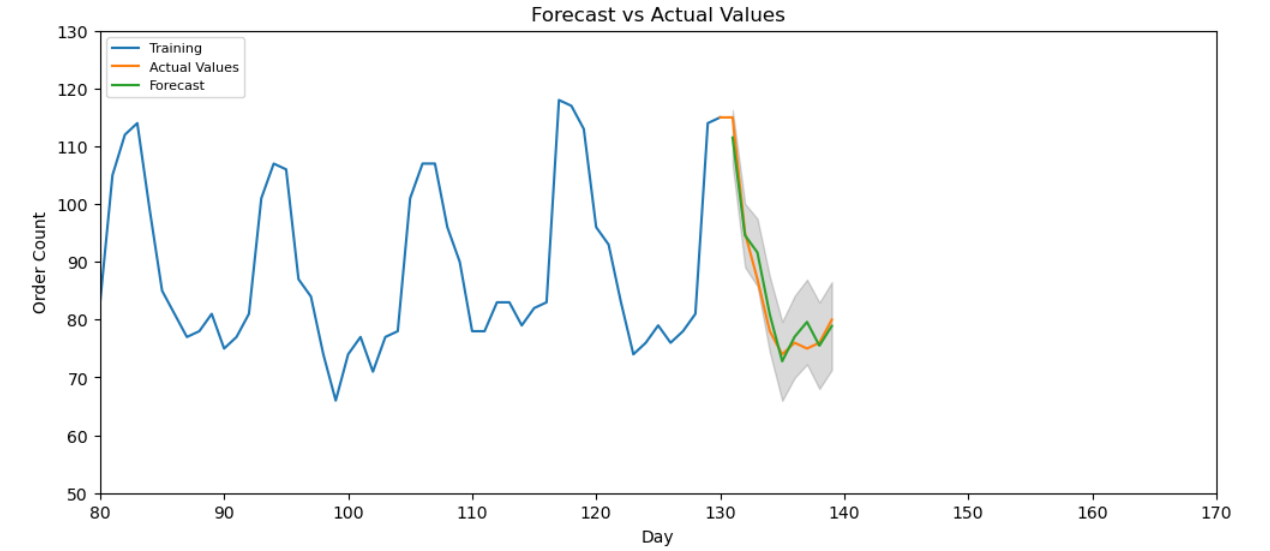 Forecast vs Actual Values
130
120
110
100
90
80
70
60
50
Order Count
Training
Actual Values
Forecast
80 90 100 110 120 130 140 150 160 170
Day